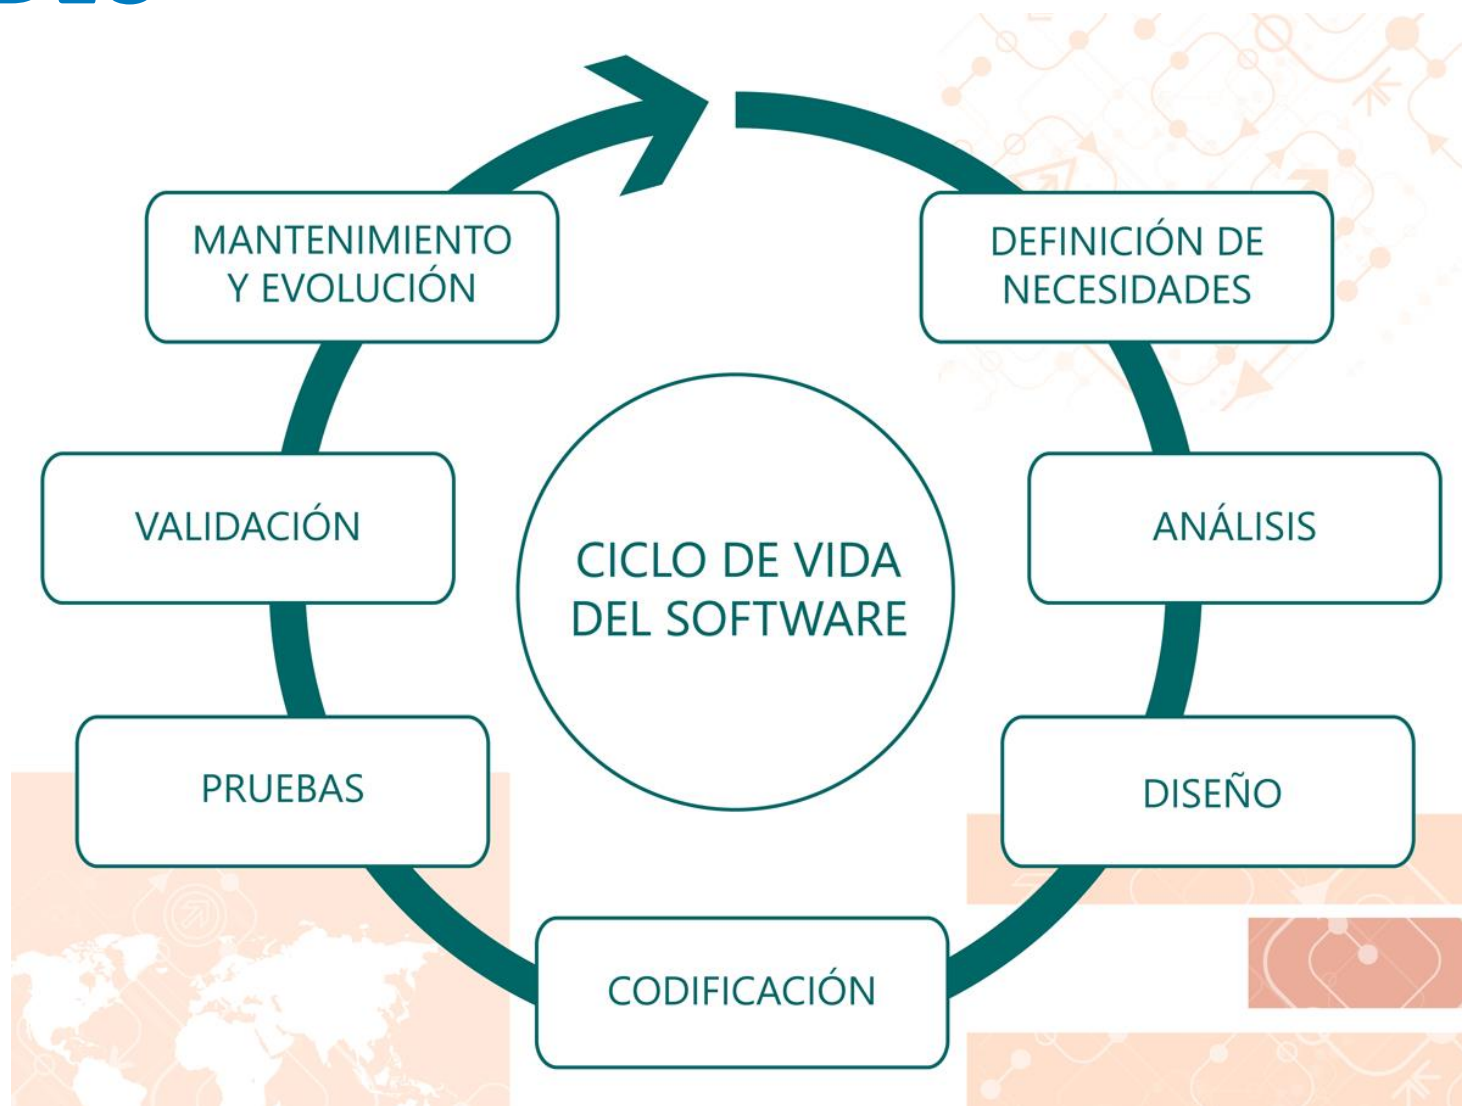 MANTENIMIENTO
Y EVOLUCIÓN
DEFINICIÓN DE
NECESIDADES
VALIDACIÓN
ANÁLISIS
CICLO DE VIDA
DEL SOFTWARE
PRUEBAS
DISEÑO
CODIFICACIÓN